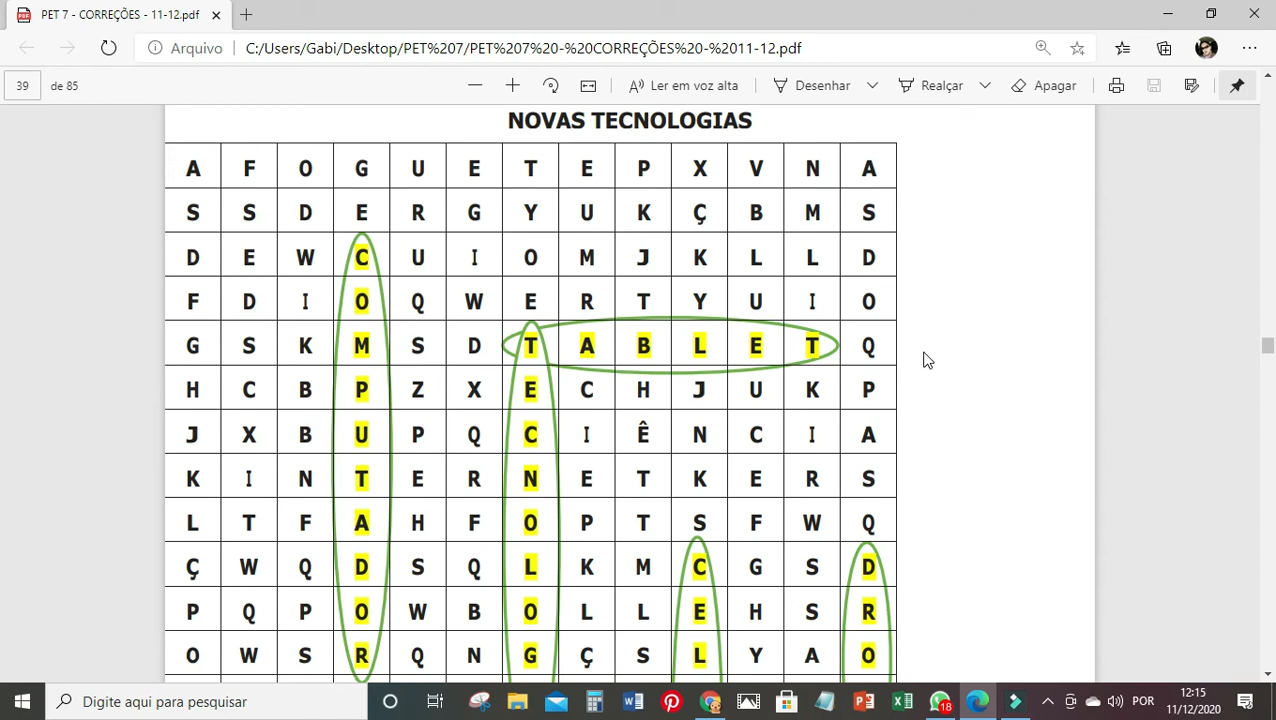 PET 7 - CORREÇÕES - 11-12.pdf
Arquivo C:/Users/Gabi/Desktop/PET%207/PET%207%20-%20CORREÇÕES%20-%2011-12.pdf
39 de 85 Ler em voz alta Desenhar Realçar Apagar
NOVAS TECNOLOGIAS
A F O G U E T E P X V N A
S S D E R G Y U K Ç B M S
D E W C U I O M J K L L D
F D I O Q W E R T Y U I O
G S K M S D T A B L E T Q
H C B P Z X E C H J U K P
J X B U P Q C I Ê N C I A
K I N T E R N E T K E R S
L T F A H F O P T S F W Q
Ç W Q D S Q L K M C G S D
P Q P O W B O L L E H S R
O W S R Q N G Ç S L Y A O
Digite aqui para pesquisar
18
POR
12:15
11/12/2020